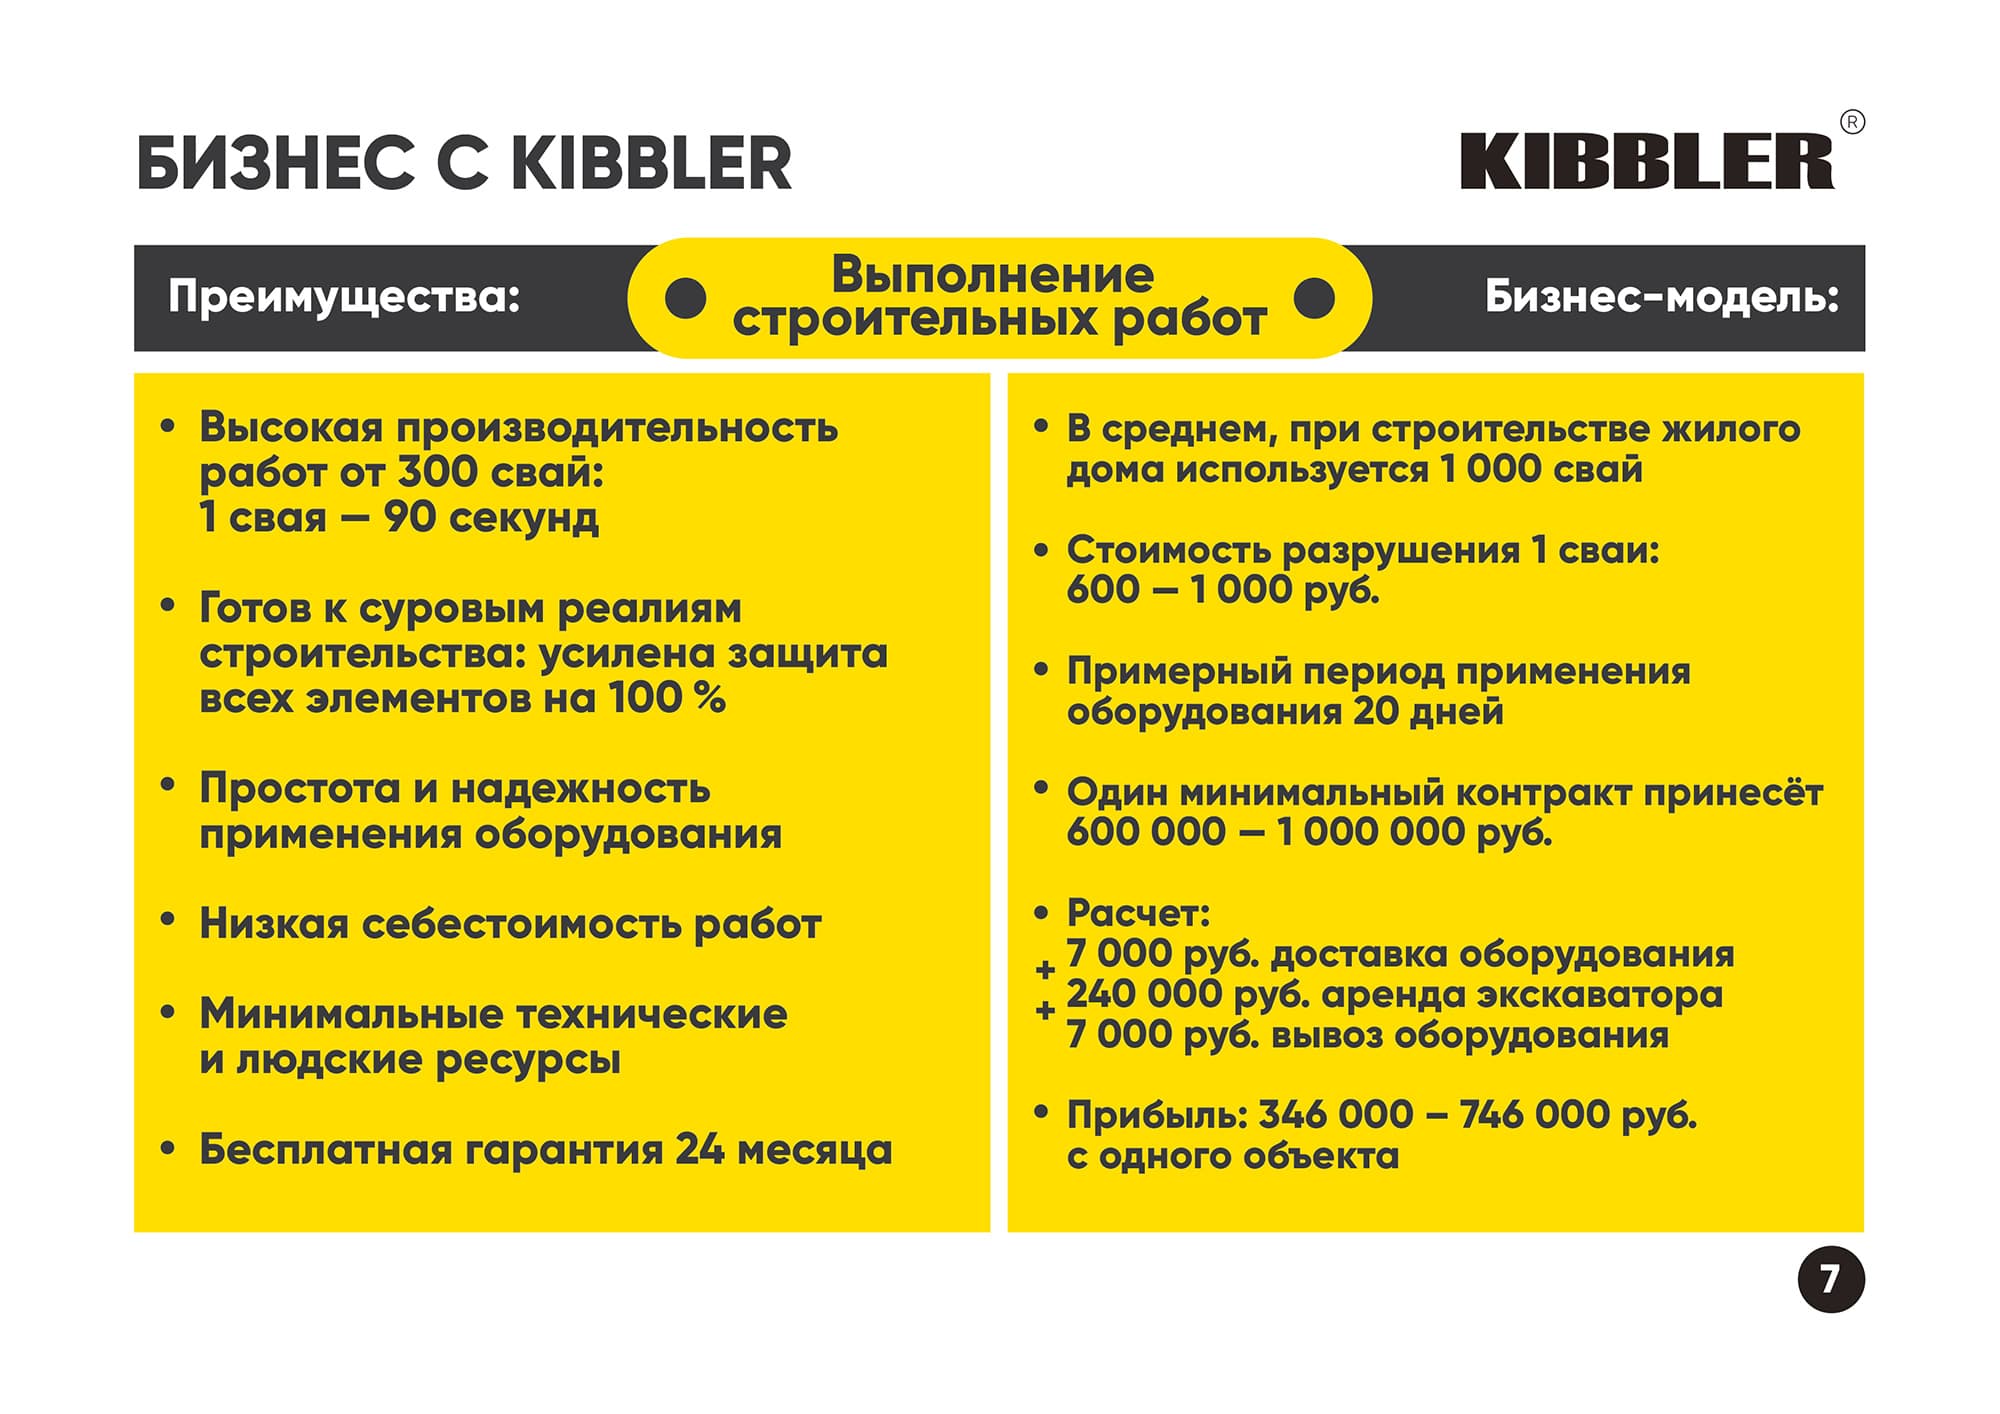 БИЗНЕС С KIBBLER
KIBBLER®
Преимущества:
Выполнение
строительных работ
Бизнес-модель:
• Высокая производительность
работ от 300 свай:
1 свая — 90 секунд
• Готов к суровым реалиям
строительства: усилена защита
всех элементов на 100 %
• Простота и надежность
применения оборудования
• Низкая себестоимость работ
• Минимальные технические
и людские ресурсы
• Бесплатная гарантия 24 месяца
• В среднем, при строительстве жилого
дома используется 1 000 свай
• Стоимость разрушения 1 сваи:
600 — 1 000 руб.
• Примерный период применения
оборудования 20 дней
• Один минимальный контракт принесёт
600 000 — 1 000 000 руб.
• Расчет:
7 000 руб. доставка оборудования
+ 240 000 руб. аренда экскаватора
+ 7 000 руб. вывоз оборудования
• Прибыль: 346 000 – 746 000 руб.
с одного объекта
7